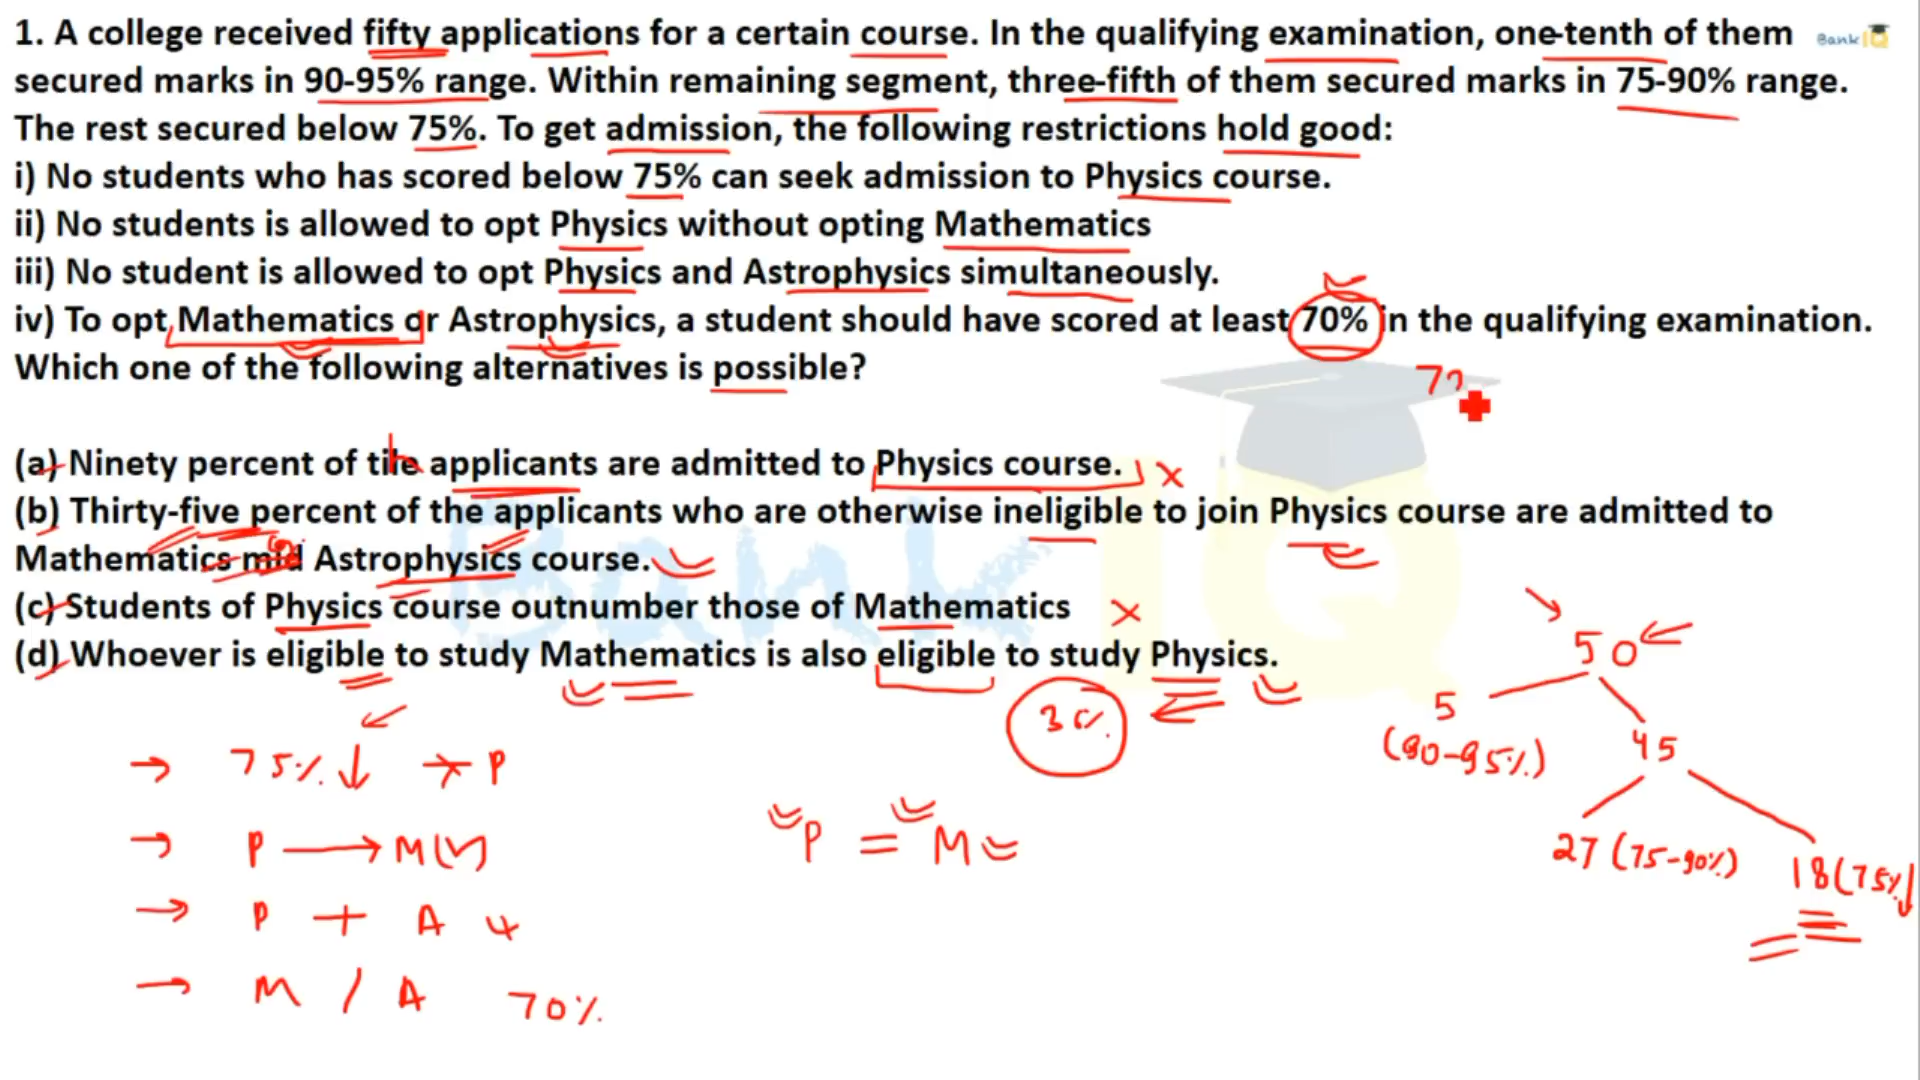 1. A college received fifty applications for a certain course. In the qualifying examination, one-tenth of them
Bank IQ
secured marks in 90-95% range. Within remaining segment, three-fifth of them secured marks in 75-90% range.
The rest secured below 75%. To get admission, the following restrictions hold good:
i) No students who has scored below 75% can seek admission to Physics course.
ii) No students is allowed to opt Physics without opting Mathematics
iii) No student is allowed to opt Physics and Astrophysics simultaneously.
iv) To opt Mathematics or Astrophysics, a student should have scored at least 70% in the qualifying examination.
Which one of the following alternatives is possible?
(a) Ninety percent of tile applicants are admitted to Physics course. x
(b) Thirty-five percent of the applicants who are otherwise ineligible to join Physics course are admitted to
Mathematics mid Astrophysics course.
(c) Students of Physics course outnumber those of Mathematics x
(d) Whoever is eligible to study Mathematics is also eligible to study Physics.
Bank IQ
50
5
(90-95%)
45
27 (75-90%)
18 (75%↓
→ 75%↓ P
→ P → M(✓)
P = M
→ P + A
→ M / A 70%